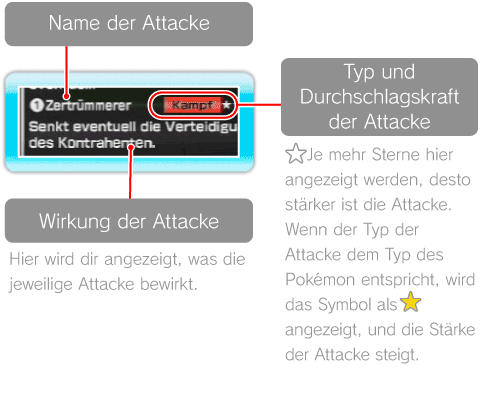 Name der Attacke
❶Zertrümmerer Kampf ★
Senkt eventuell die Verteidigu
des Kontrahenten.
Typ und
Durchschlagskraft
der Attacke
☆Je mehr Sterne hier
angezeigt werden, desto
stärker ist die Attacke.
Wenn der Typ der
Attacke dem Typ des
Pokémon entspricht, wird
das Symbol als ★
angezeigt, und die Stärke
der Attacke steigt.
Wirkung der Attacke
Hier wird dir angezeigt, was die
jeweilige Attacke bewirkt.